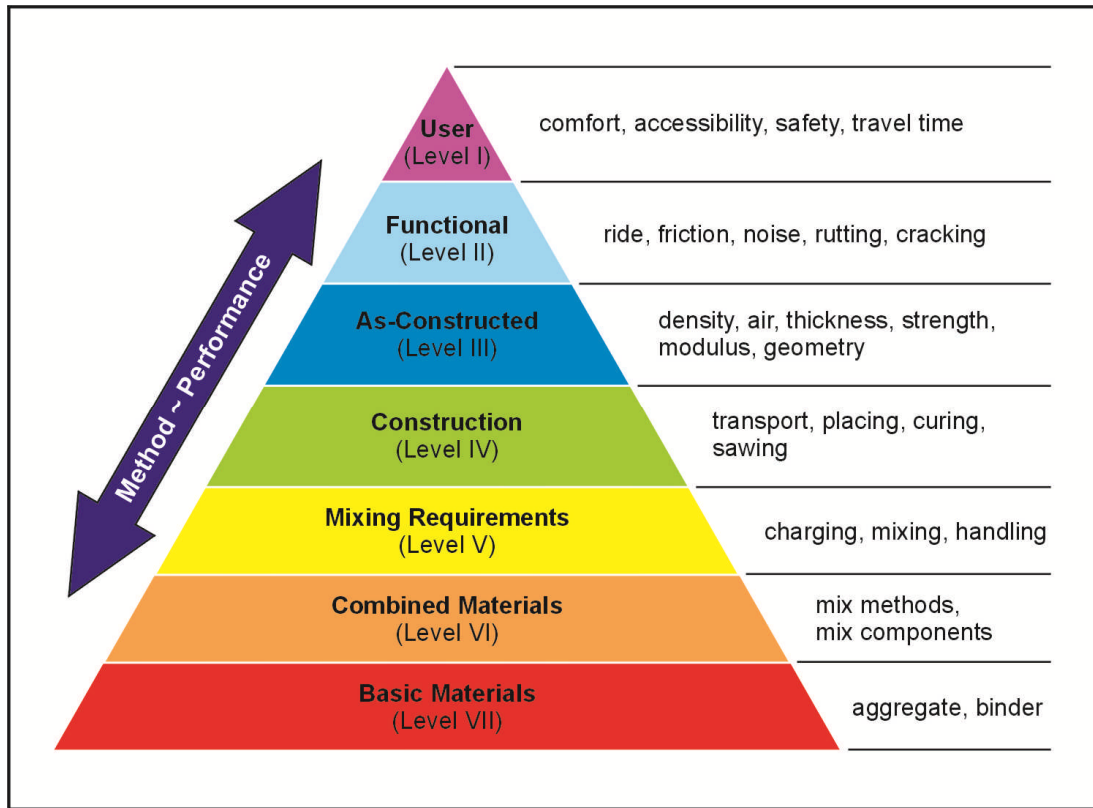 User
(Level I)
comfort, accessibility, safety, travel time
Functional
(Level II)
ride, friction, noise, rutting, cracking
As-Constructed
(Level III)
density, air, thickness, strength,
modulus, geometry
Construction
(Level IV)
transport, placing, curing,
sawing
Mixing Requirements
(Level V)
charging, mixing, handling
Combined Materials
(Level VI)
mix methods,
mix components
Basic Materials
(Level VII)
aggregate, binder
Method ~ Performance